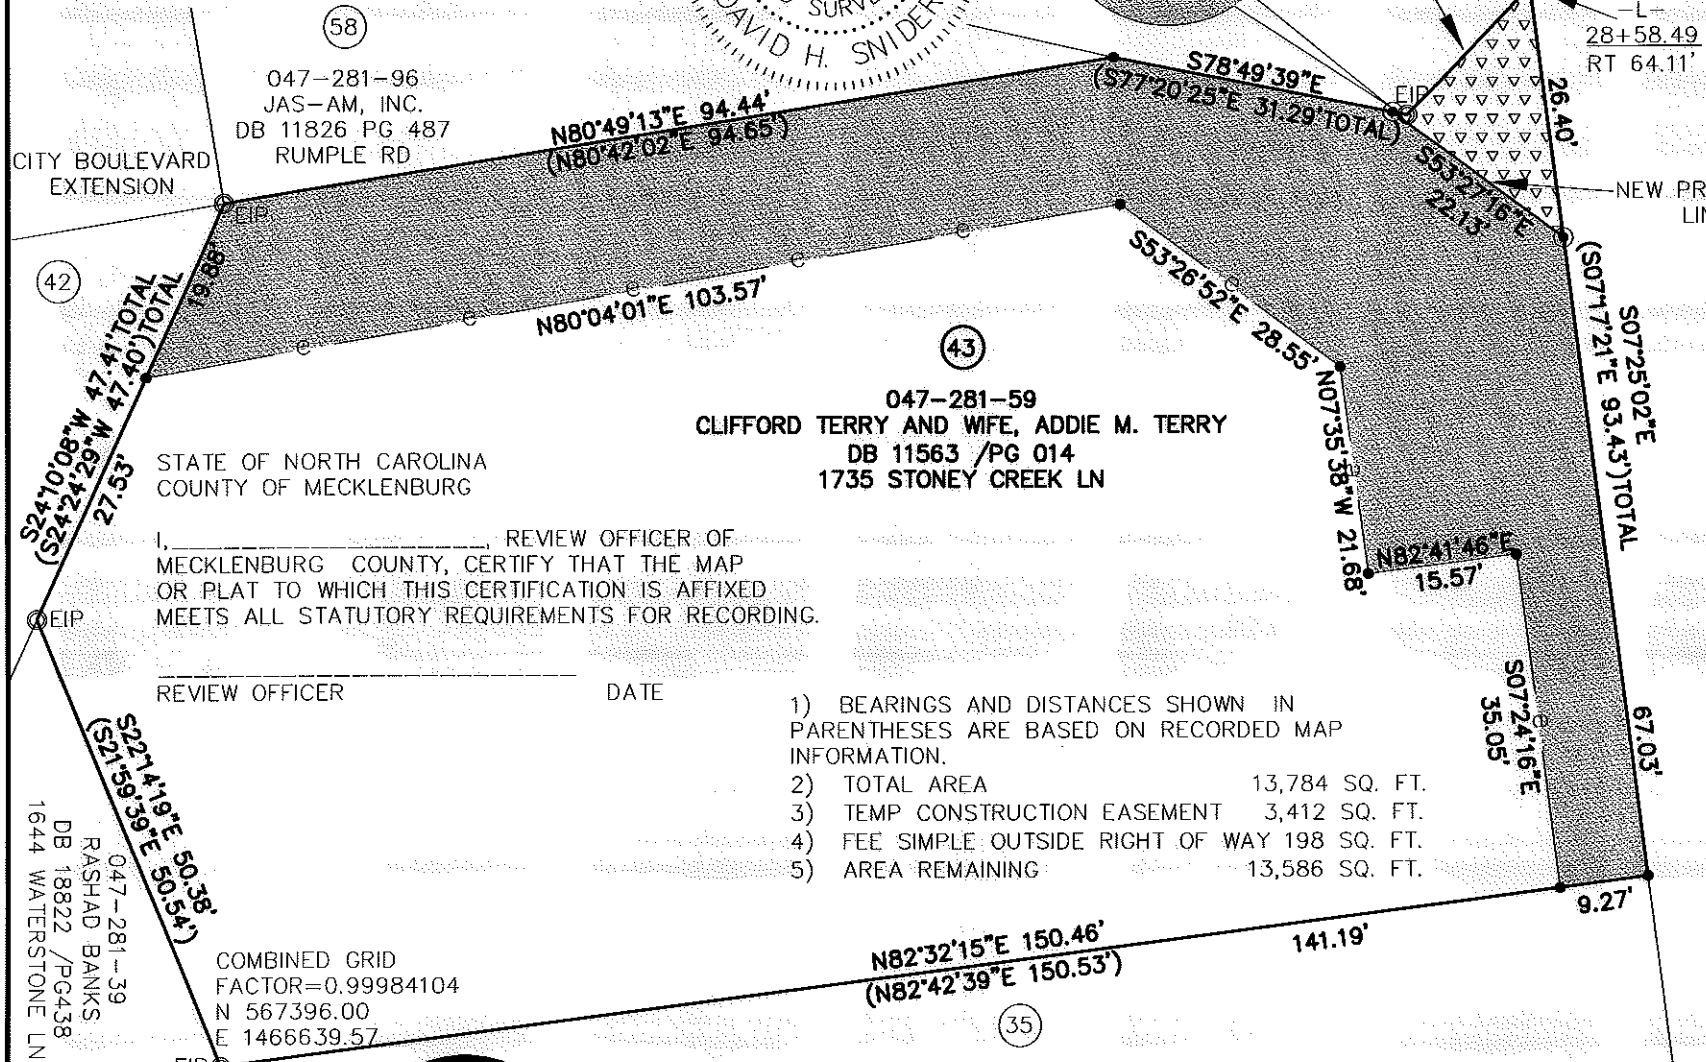 58
047-281-96
JAS-AM, INC.
DB 11826 PG 487
RUMPLE RD
CITY BOULEVARD
EXTENSION
EIP
42
SURVE
DAVID H. SNIDER
N80°49'13"E 94.44'
(N80°42'02"E 94.65')
S78°49'39"E
(S77°20'25"E 31.29'TOTAL)
EIP
-L-
28+58.49
RT 64.11'
26.40'
S53°27'16"E
22.13'
NEW PR
LIN
19.88'
S24°10'08"W 47.41'TOTAL
(S24°24'29"W 47.40')TOTAL
27.53'
N80°04'01"E 103.57'
S53°26'52"E 28.55'
43
047-281-59
CLIFFORD TERRY AND WIFE, ADDIE M. TERRY
DB 11563 /PG 014
1735 STONEY CREEK LN
N07°35'38"W 21.68'
N82°41'46"E
15.57'
S07°25'02"E
(S07°17'21"E 93.43')TOTAL
STATE OF NORTH CAROLINA
COUNTY OF MECKLENBURG
I,________________________, REVIEW OFFICER OF
MECKLENBURG COUNTY, CERTIFY THAT THE MAP
OR PLAT TO WHICH THIS CERTIFICATION IS AFFIXED
MEETS ALL STATUTORY REQUIREMENTS FOR RECORDING.
EIP
REVIEW OFFICER DATE
S07°24'16"E
35.05'
67.03'
1) BEARINGS AND DISTANCES SHOWN IN
PARENTHESES ARE BASED ON RECORDED MAP
INFORMATION.
2) TOTAL AREA 13,784 SQ. FT.
3) TEMP CONSTRUCTION EASEMENT 3,412 SQ. FT.
4) FEE SIMPLE OUTSIDE RIGHT OF WAY 198 SQ. FT.
5) AREA REMAINING 13,586 SQ. FT.
S22°14'19"E 50.38'
(S21°59'39"E 50.54')
047-281-39
RASHAD BANKS
DB 18822 /PG438
1644 WATERSTONE LN
COMBINED GRID
FACTOR=0.99984104
N 567396.00
E 1466639.57
EIP
N82°32'15"E 150.46'
(N82°42'39"E 150.53')
141.19'
9.27'
35